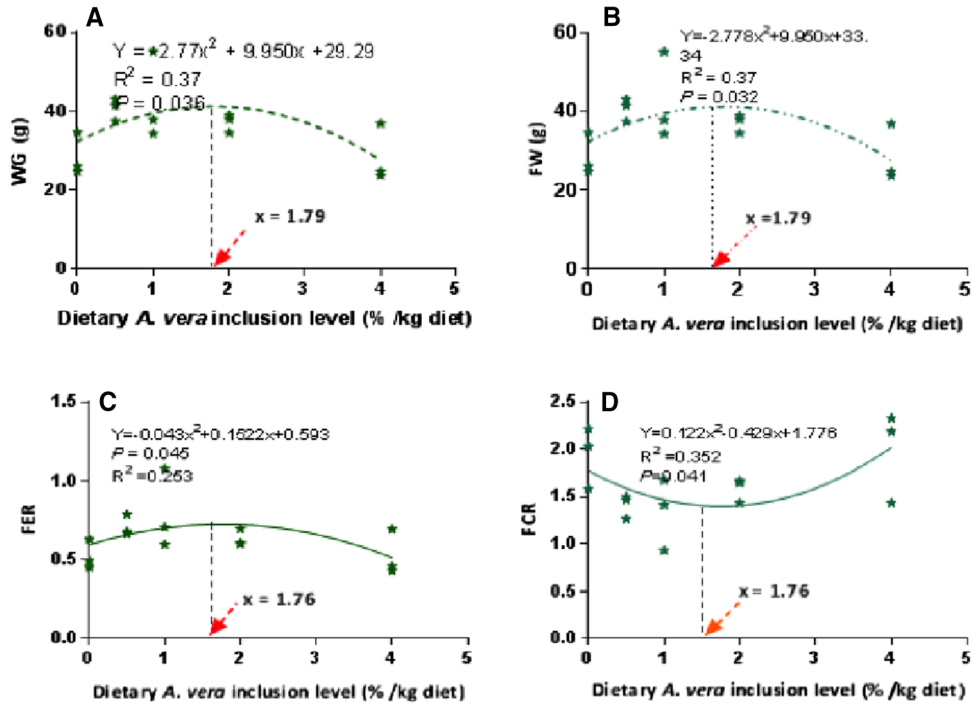 A
60
40
20
0
WG (g)
Y = 2.77x² + 9.950x +29.29
R² = 0.37
P = 0.036
x = 1.79
0 1 2 3 4 5
Dietary A. vera inclusion level (% /kg diet)
B
60
40
20
0
FW (g)
Y=-2.778x²+9.950x+33.
34
R² = 0.37
P = 0.032
x =1.79
0 1 2 3 4 5
Dietary A. vera inclusion level (% /kg diet)
C
1.5
1.0
0.5
0.0
FER
Y=-0.043x²+0.1522x+0.593
P = 0.045
R² =0.253
x = 1.76
0 1 2 3 4 5
Dietary A. vera inclusion level (% /kg diet)
D
2.5
2.0
1.5
1.0
0.5
0.0
FCR
Y=0.122x²-0.429x+1.778
R² =0.352
P=0.041
x = 1.76
0 1 2 3 4 5
Dietary A. vera inclusion level (% /kg diet)